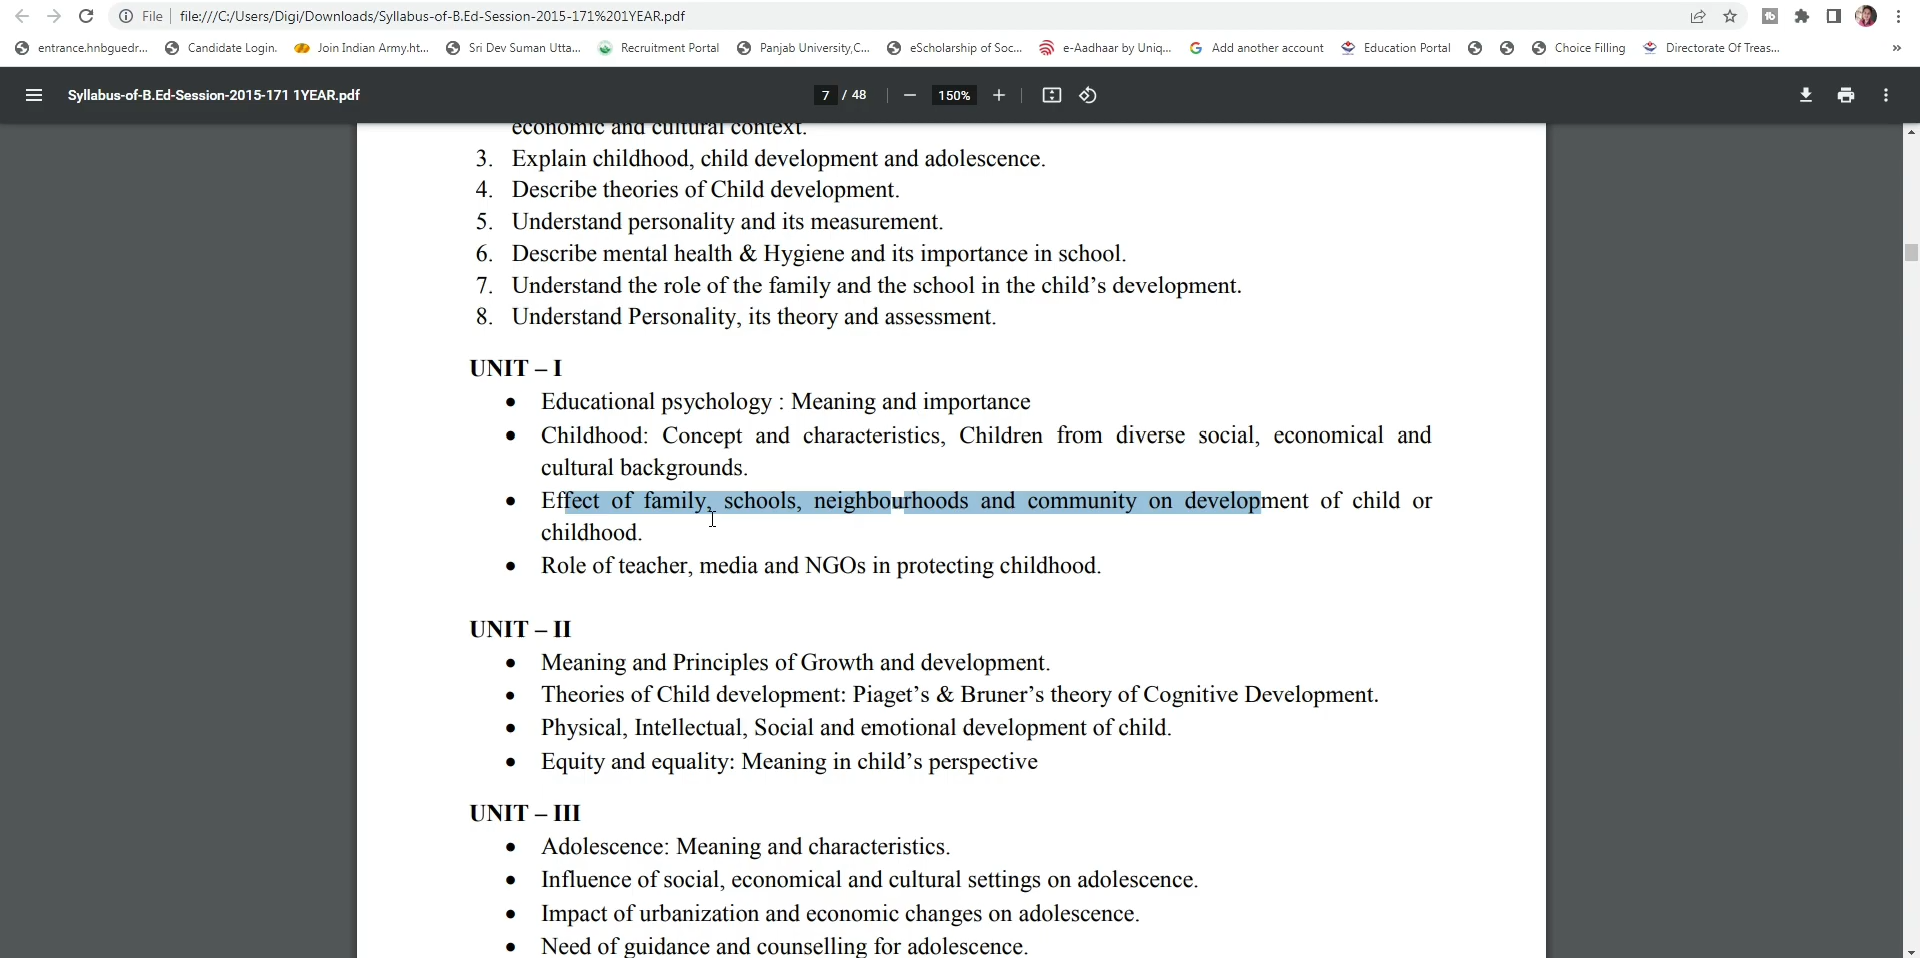 File
file:///C:/Users/Digi/Downloads/Syllabus-of-B.Ed-Session-2015-171%201YEAR.pdf
entrance.hnbguedr...
Candidate Login.
Join Indian Army.ht...
Sri Dev Suman Utta...
Recruitment Portal
Panjab University,C...
eScholarship of Soc...
e-Aadhaar by Uniq...
Add another account
Education Portal
Choice Filling
Directorate Of Treas...
»
Syllabus-of-B.Ed-Session-2015-171 1YEAR.pdf
7 / 48
150%
economic and cultural context.
3. Explain childhood, child development and adolescence.
4. Describe theories of Child development.
5. Understand personality and its measurement.
6. Describe mental health & Hygiene and its importance in school.
7. Understand the role of the family and the school in the child's development.
8. Understand Personality, its theory and assessment.
UNIT – I
• Educational psychology : Meaning and importance
• Childhood: Concept and characteristics, Children from diverse social, economical and
cultural backgrounds.
• Effect of family, schools, neighbourhoods and community on development of child or
childhood.
• Role of teacher, media and NGOs in protecting childhood.
UNIT – II
• Meaning and Principles of Growth and development.
• Theories of Child development: Piaget's & Bruner's theory of Cognitive Development.
• Physical, Intellectual, Social and emotional development of child.
• Equity and equality: Meaning in child's perspective
UNIT – III
• Adolescence: Meaning and characteristics.
• Influence of social, economical and cultural settings on adolescence.
• Impact of urbanization and economic changes on adolescence.
• Need of guidance and counselling for adolescence.